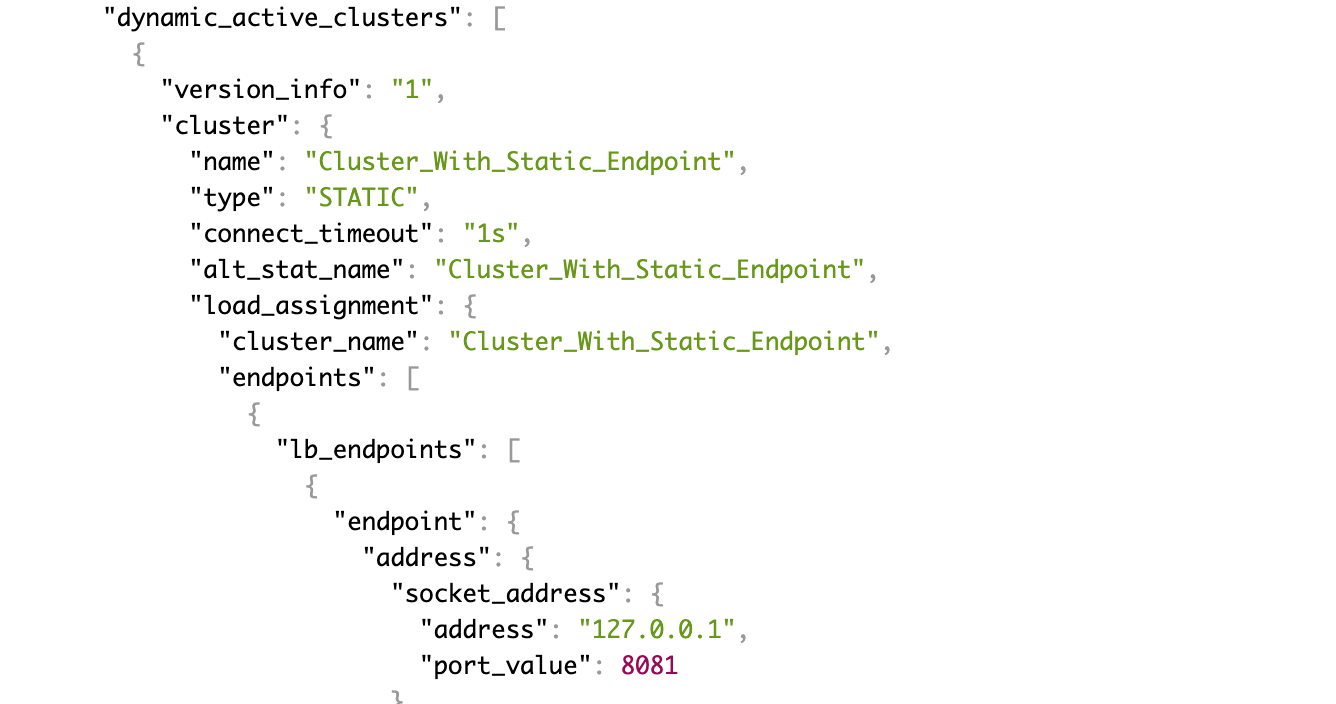 "dynamic_active_clusters": [
{
"version_info": "1",
"cluster": {
"name": "Cluster_With_Static_Endpoint",
"type": "STATIC",
"connect_timeout": "1s",
"alt_stat_name": "Cluster_With_Static_Endpoint",
"load_assignment": {
"cluster_name": "Cluster_With_Static_Endpoint",
"endpoints": [
{
"lb_endpoints": [
{
"endpoint": {
"address": {
"socket_address": {
"address": "127.0.0.1",
"port_value": 8081
}